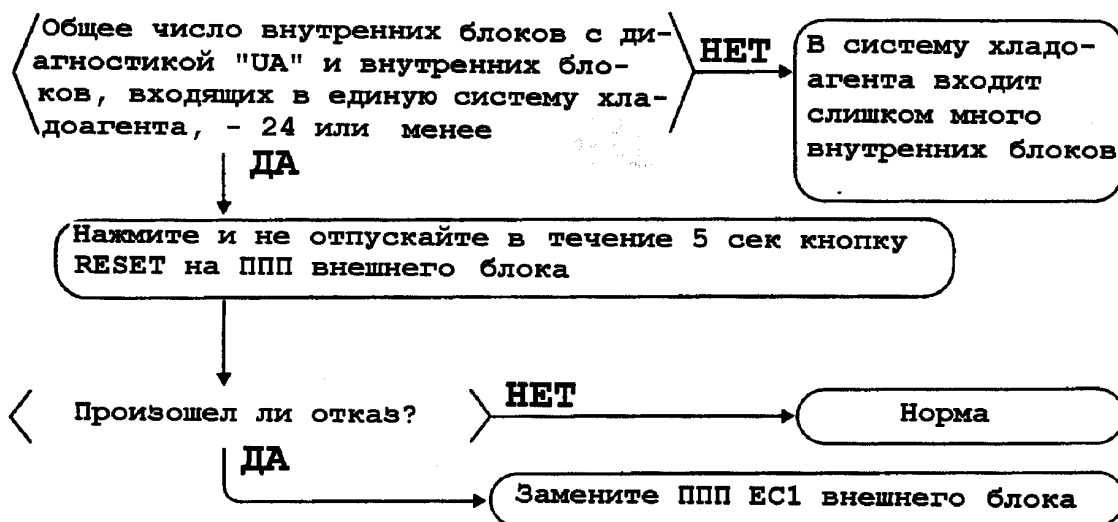 Общее число внутренних блоков с ди-
агностикой "UA" и внутренних бло-
ков, входящих в единую систему хла-
доагента, - 24 или менее
НЕТ
В систему хладо-
агента входит
слишком много
внутренних блоков
ДА
Нажмите и не отпускайте в течение 5 сек кнопку
RESET на ППП внешнего блока
Произошел ли отказ?
НЕТ
Норма
ДА
Замените ППП EC1 внешнего блока